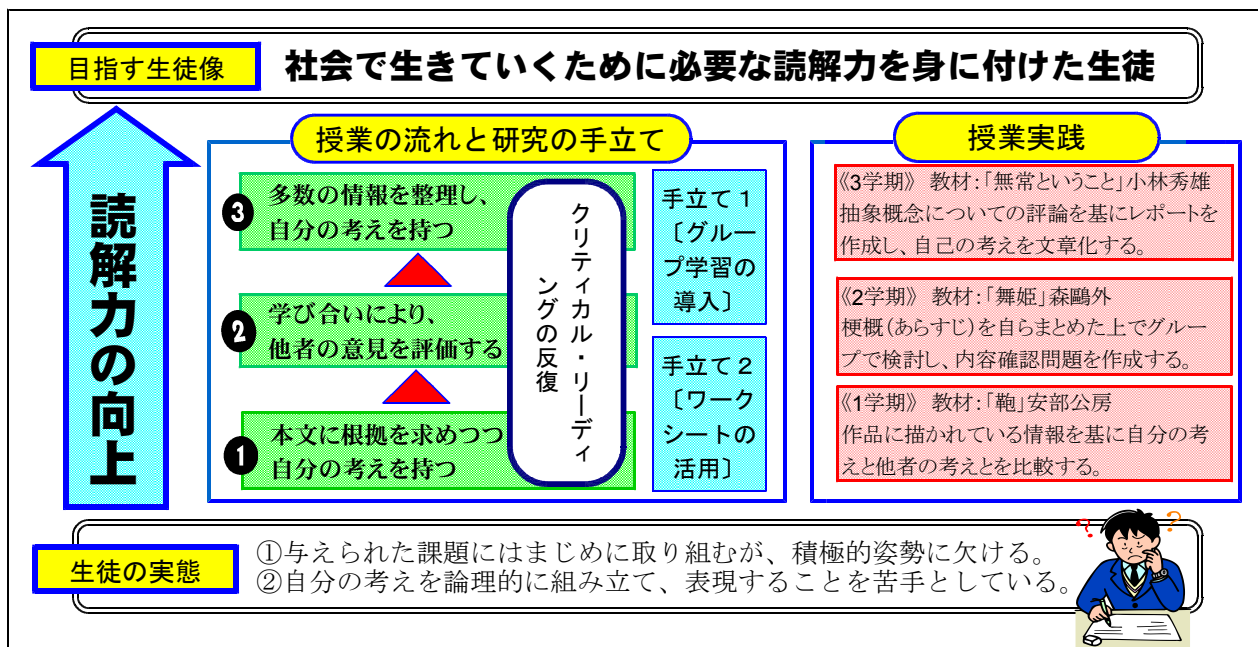 目指す生徒像
社会で生きていくために必要な読解力を身に付けた生徒
読解力の向上
授業の流れと研究の手立て
❸
多数の情報を整理し、
自分の考えを持つ
❷
学び合いにより、
他者の意見を評価する
❶
本文に根拠を求めつつ
自分の考えを持つ
クリティカル・リーディ
ングの反復
手立て１
〔グルー
プ学習の
導入〕
手立て２
〔ワーク
シートの
活用〕
授業実践
《3学期》 教材：「無常ということ」小林秀雄
抽象概念についての評論を基にレポートを
作成し、自己の考えを文章化する。
《2学期》 教材：「舞姫」森鷗外
梗概（あらすじ）を自らまとめた上でグルー
プで検討し、内容確認問題を作成する。
《1学期》 教材：「鞄」安部公房
作品に描かれている情報を基に自分の考
えと他者の考えとを比較する。
生徒の実態
①与えられた課題にはまじめに取り組むが、積極的姿勢に欠ける。
②自分の考えを論理的に組み立て、表現することを苦手としている。
? ?